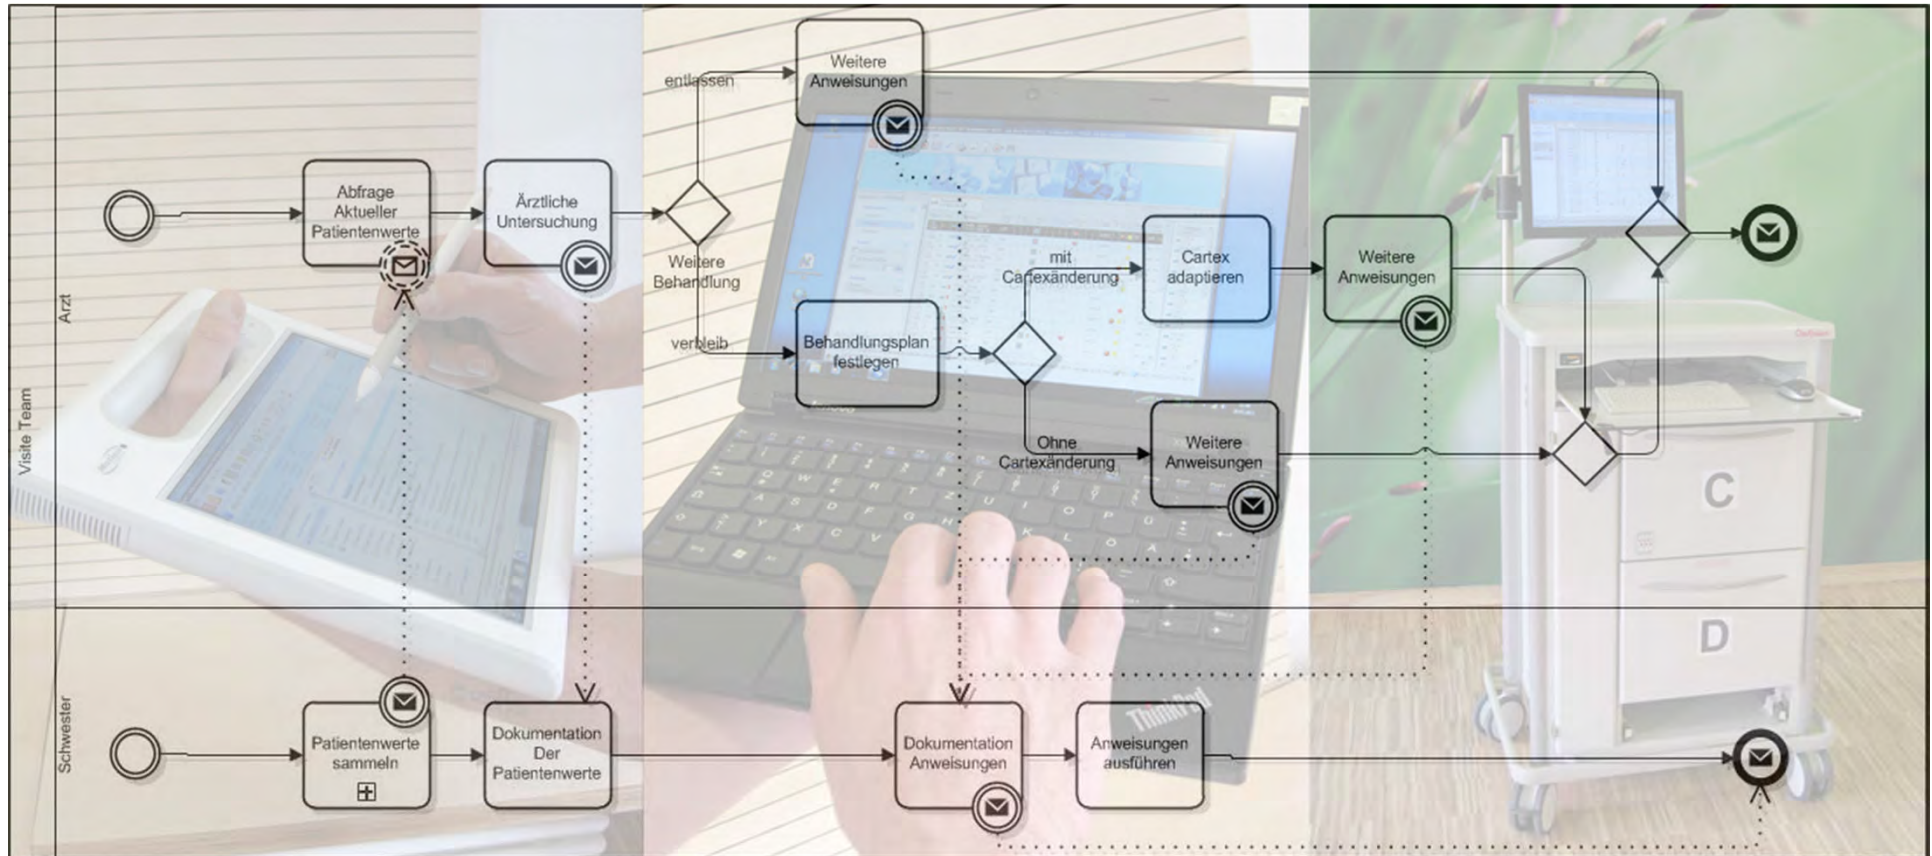 Visite Team
Arzt
Schwester
entlassen
Weitere
Anweisungen
Abfrage
Aktueller
Patientenwerte
Ärztliche
Untersuchung
Weitere
Behandlung
verbleib
Behandlungsplan
festlegen
mit
Cartexänderung
Cartex
adaptieren
Weitere
Anweisungen
Ohne
Cartexänderung
Weitere
Anweisungen
C
D
ThinkPad
Patientenwerte
sammeln
Dokumentation
Der
Patientenwerte
Dokumentation
Anweisungen
Anweisungen
ausführen